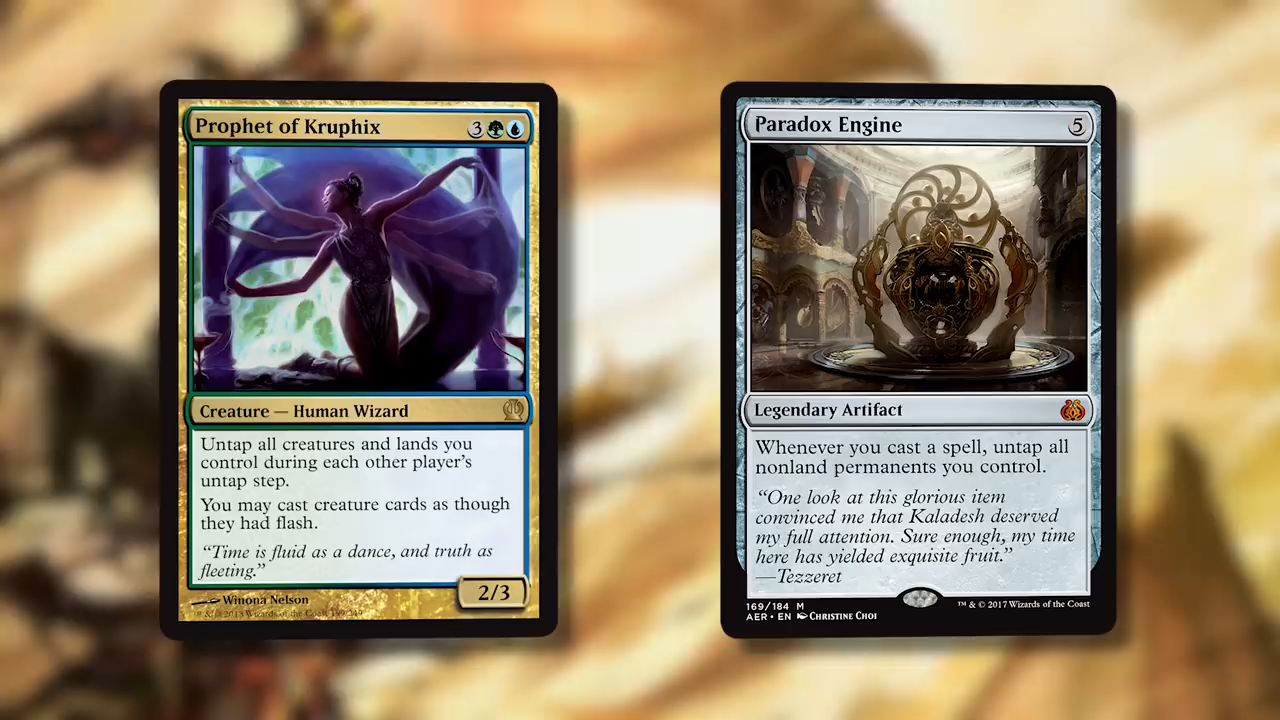 Prophet of Kruphix
3
Creature — Human Wizard
Untap all creatures and lands you
control during each other player's
untap step.
You may cast creature cards as though
they had flash.
“Time is fluid as a dance, and truth as
fleeting.”
2/3
Winona Nelson
Paradox Engine
5
Legendary Artifact
Whenever you cast a spell, untap all
nonland permanents you control.
“One look at this glorious item
convinced me that Kaladesh deserved
my full attention. Sure enough, my time
here has yielded exquisite fruit.”
—Tezzeret
169/184 M
AER • EN Christine Choi
™ & © 2017 Wizards of the Coast